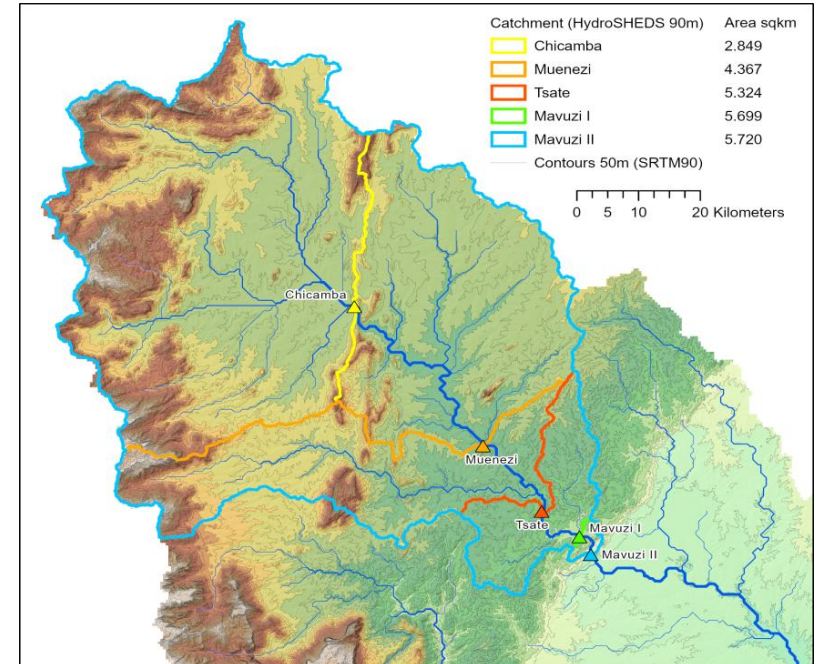 Catchment (HydroSHEDS 90m) Area sqkm
Chicamba 2.849
Muenezi 4.367
Tsate 5.324
Mavuzi I 5.699
Mavuzi II 5.720
Contours 50m (SRTM90)
0 5 10 20 Kilometers
Chicamba
Muenezi
Tsate
Mavuzi I
Mavuzi II